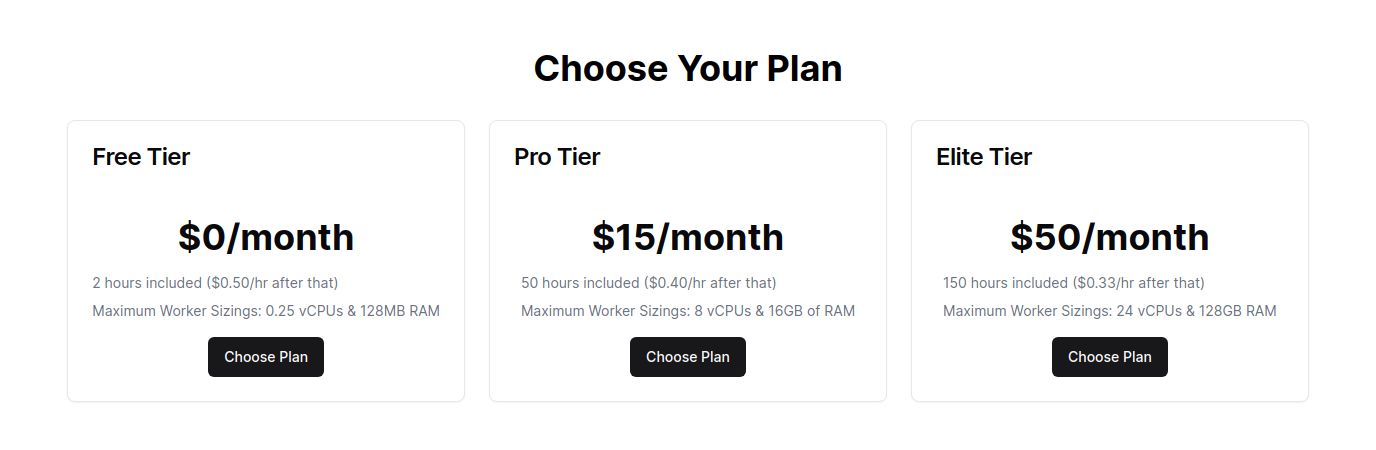 Choose Your Plan
Free Tier
$0/month
2 hours included ($0.50/hr after that)
Maximum Worker Sizings: 0.25 vCPUs & 128MB RAM
Choose Plan
Pro Tier
$15/month
50 hours included ($0.40/hr after that)
Maximum Worker Sizings: 8 vCPUs & 16GB of RAM
Choose Plan
Elite Tier
$50/month
150 hours included ($0.33/hr after that)
Maximum Worker Sizings: 24 vCPUs & 128GB RAM
Choose Plan